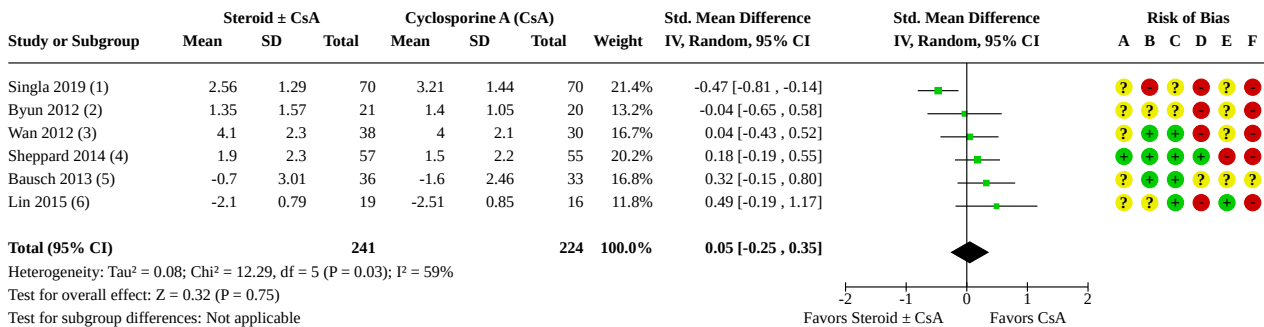 Steroid ± CsA Cyclosporine A (CsA) Std. Mean Difference Std. Mean Difference Risk of Bias
Study or Subgroup Mean SD Total Mean SD Total Weight IV, Random, 95% CI IV, Random, 95% CI A B C D E F
Singla 2019 (1) 2.56 1.29 70 3.21 1.44 70 21.4% -0.47 [-0.81 , -0.14] ? - ? - ? -
Byun 2012 (2) 1.35 1.57 21 1.4 1.05 20 13.2% -0.04 [-0.65 , 0.58] ? ? ? - ? -
Wan 2012 (3) 4.1 2.3 38 4 2.1 30 16.7% 0.04 [-0.43 , 0.52] ? + + - ? -
Sheppard 2014 (4) 1.9 2.3 57 1.5 2.2 55 20.2% 0.18 [-0.19 , 0.55] + + + + - -
Bausch 2013 (5) -0.7 3.01 36 -1.6 2.46 33 16.8% 0.32 [-0.15 , 0.80] ? + + ? ? ?
Lin 2015 (6) -2.1 0.79 19 -2.51 0.85 16 11.8% 0.49 [-0.19 , 1.17] ? ? + - + -
Total (95% CI) 241 224 100.0% 0.05 [-0.25 , 0.35]
Heterogeneity: Tau² = 0.08; Chi² = 12.29, df = 5 (P = 0.03); I² = 59%
Test for overall effect: Z = 0.32 (P = 0.75)
Test for subgroup differences: Not applicable
-2 -1 0 1 2
Favors Steroid ± CsA Favors CsA